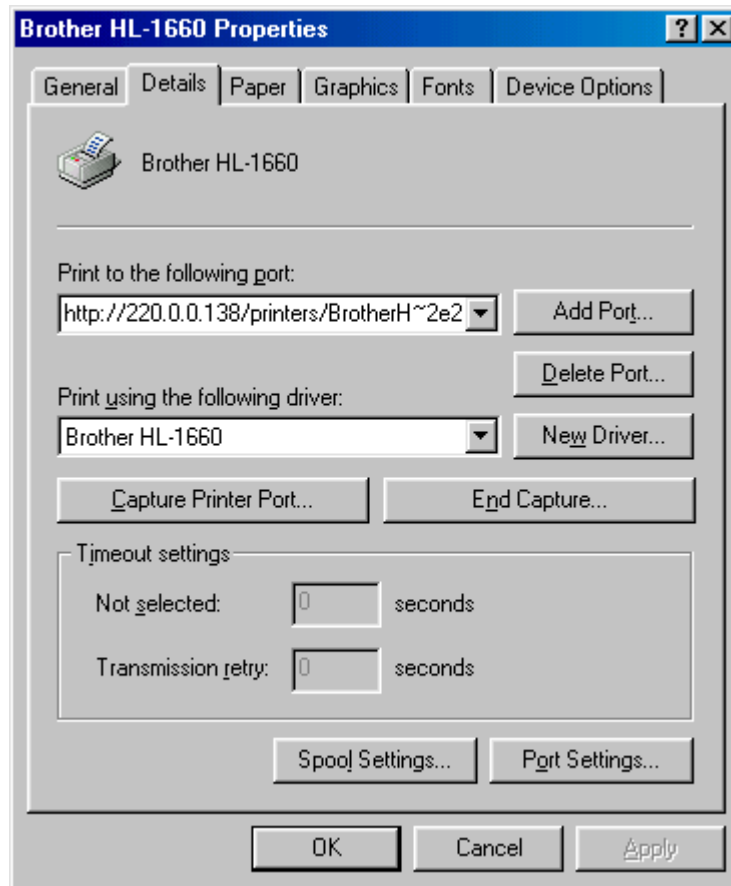 Brother HL-1660 Properties ? ×
General Details Paper Graphics Fonts Device Options
Brother HL-1660
Print to the following port:
http://220.0.0.138/printers/BrotherH~2e2 Add Port...
Delete Port...
Print using the following driver:
Brother HL-1660 New Driver...
Capture Printer Port... End Capture...
Timeout settings
Not selected: 0 seconds
Transmission retry: 0 seconds
Spool Settings... Port Settings...
OK Cancel Apply